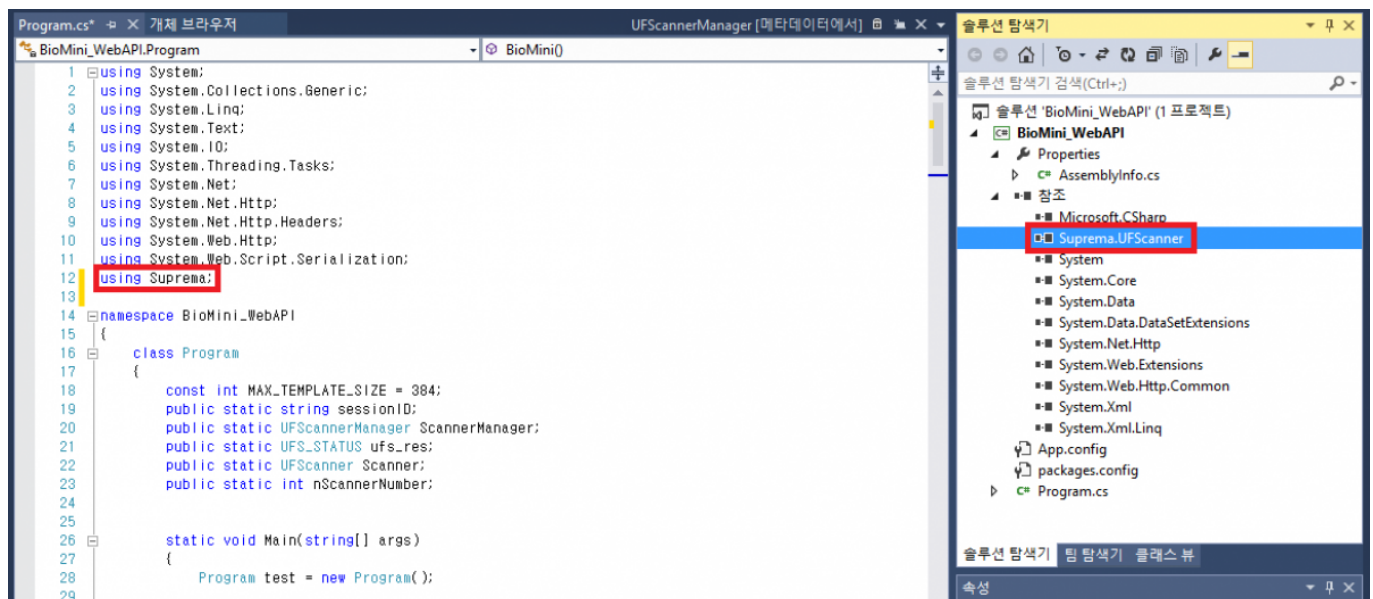 Program.cs*
개체 브라우저
UFScannerManager [메타데이터에서]
BioMini_WebAPI.Program
BioMini()
1 using System;
2 using System.Collections.Generic;
3 using System.Linq;
4 using System.Text;
5 using System.IO;
6 using System.Threading.Tasks;
7 using System.Net;
8 using System.Net.Http;
9 using System.Net.Http.Headers;
10 using System.Web.Http;
11 using System.Web.Script.Serialization;
12 using Suprema;
13
14 namespace BioMini_WebAPI
15 {
16 class Program
17 {
18 const int MAX_TEMPLATE_SIZE = 384;
19 public static string sessionID;
20 public static UFScannerManager ScannerManager;
21 public static UFS_STATUS ufs_res;
22 public static UFScanner Scanner;
23 public static int nScannerNumber;
24
25
26 static void Main(string[] args)
27 {
28 Program test = new Program();
29
솔루션 탐색기
솔루션 탐색기 검색(Ctrl+;)
솔루션 'BioMini_WebAPI' (1 프로젝트)
C# BioMini_WebAPI
Properties
C# AssemblyInfo.cs
참조
Microsoft.CSharp
Suprema.UFScanner
System
System.Core
System.Data
System.Data.DataSetExtensions
System.Net.Http
System.Web.Extensions
System.Web.Http.Common
System.Xml
System.Xml.Linq
App.config
packages.config
C# Program.cs
솔루션 탐색기 팀 탐색기 클래스 뷰
속성